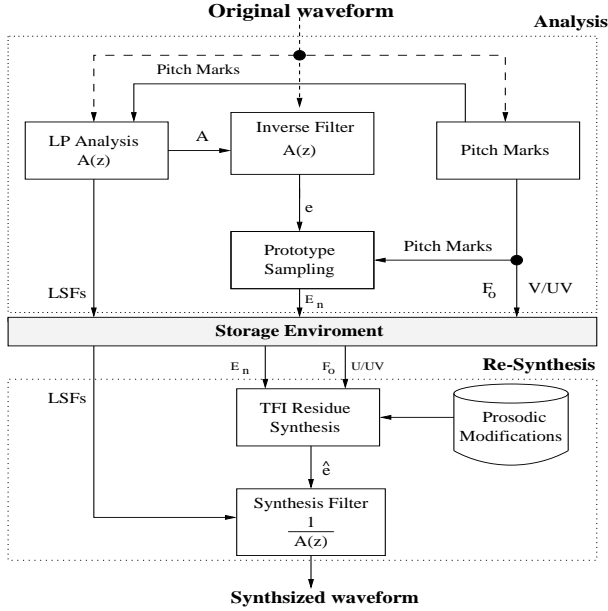 Original waveform
Analysis
Pitch Marks
LP Analysis
A(z)
A
Inverse Filter
A(z)
Pitch Marks
e
Prototype
Sampling
Pitch Marks
LSFs
E n
F o
V/UV
Storage Enviroment
Re-Synthesis
E n
F o
U/UV
LSFs
TFI Residue
Synthesis
Prosodic
Modifications
ê
Synthesis Filter
1
A(z)
Synthsized waveform